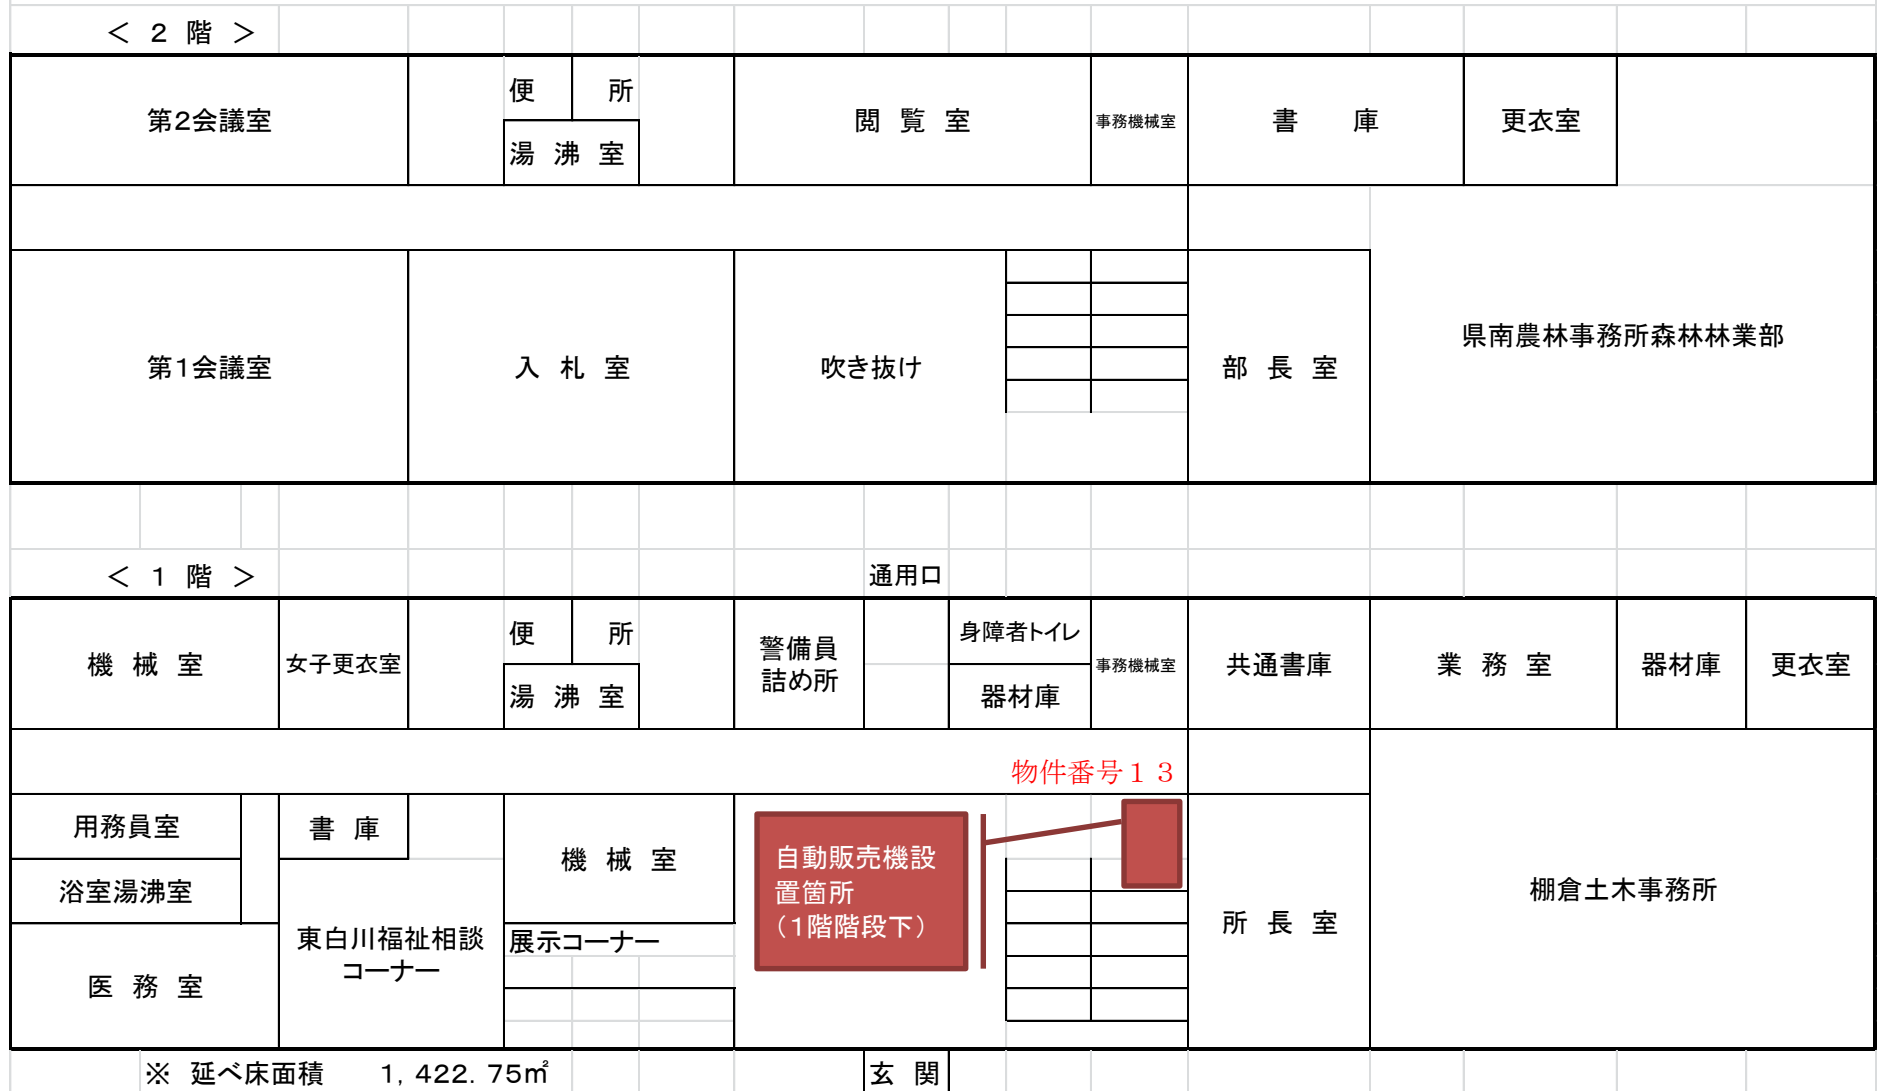 ＜ ２ 階 ＞
便 所
第２会議室
閲 覧 室
事務機械室
書 庫
更衣室
湯 沸 室
第１会議室
入 札 室
吹き抜け
部 長 室
県南農林事務所森林林業部
＜ １ 階 ＞
通用口
機 械 室
女子更衣室
便 所
湯 沸 室
警備員
詰め所
身障者トイレ
器材庫
事務機械室
共通書庫
業 務 室
器材庫
更衣室
物件番号１３
用務員室
書 庫
機 械 室
自動販売機設
置箇所
（１階階段下）
浴室湯沸室
所 長 室
棚倉土木事務所
東白川福祉相談
コーナー
展示コーナー
医 務 室
※ 延べ床面積 １，４２２．７５㎡
玄 関